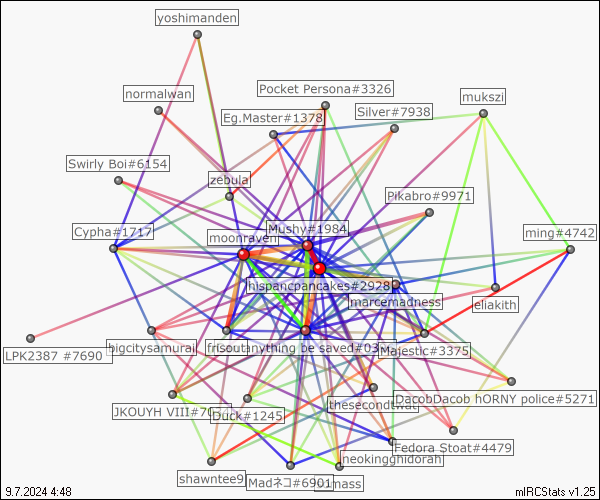 yoshimanden
normalwan
Pocket Persona#3326
mukszi
Eg.Master#1378
Silver#7938
Swirly Boi#6154
zebula
Pikabro#9971
Cypha#1717
Mushy#1984
ming#4742
moonraven
hispancpancakes#2928
marcemadness
eliakith
LPK2387 #7690
bigcitysamurai
frisoutanything be saved#03
Majestic#3375
JKOUYH VIII#70
Duck#1245
thesecondtwat
DacobDacob hORNY police#5271
Fedora Stoat#4479
neokingghidorah
shawntee9
Madネコ#6901
mass
9.7.2024 4:48
mIRCStats v1.25